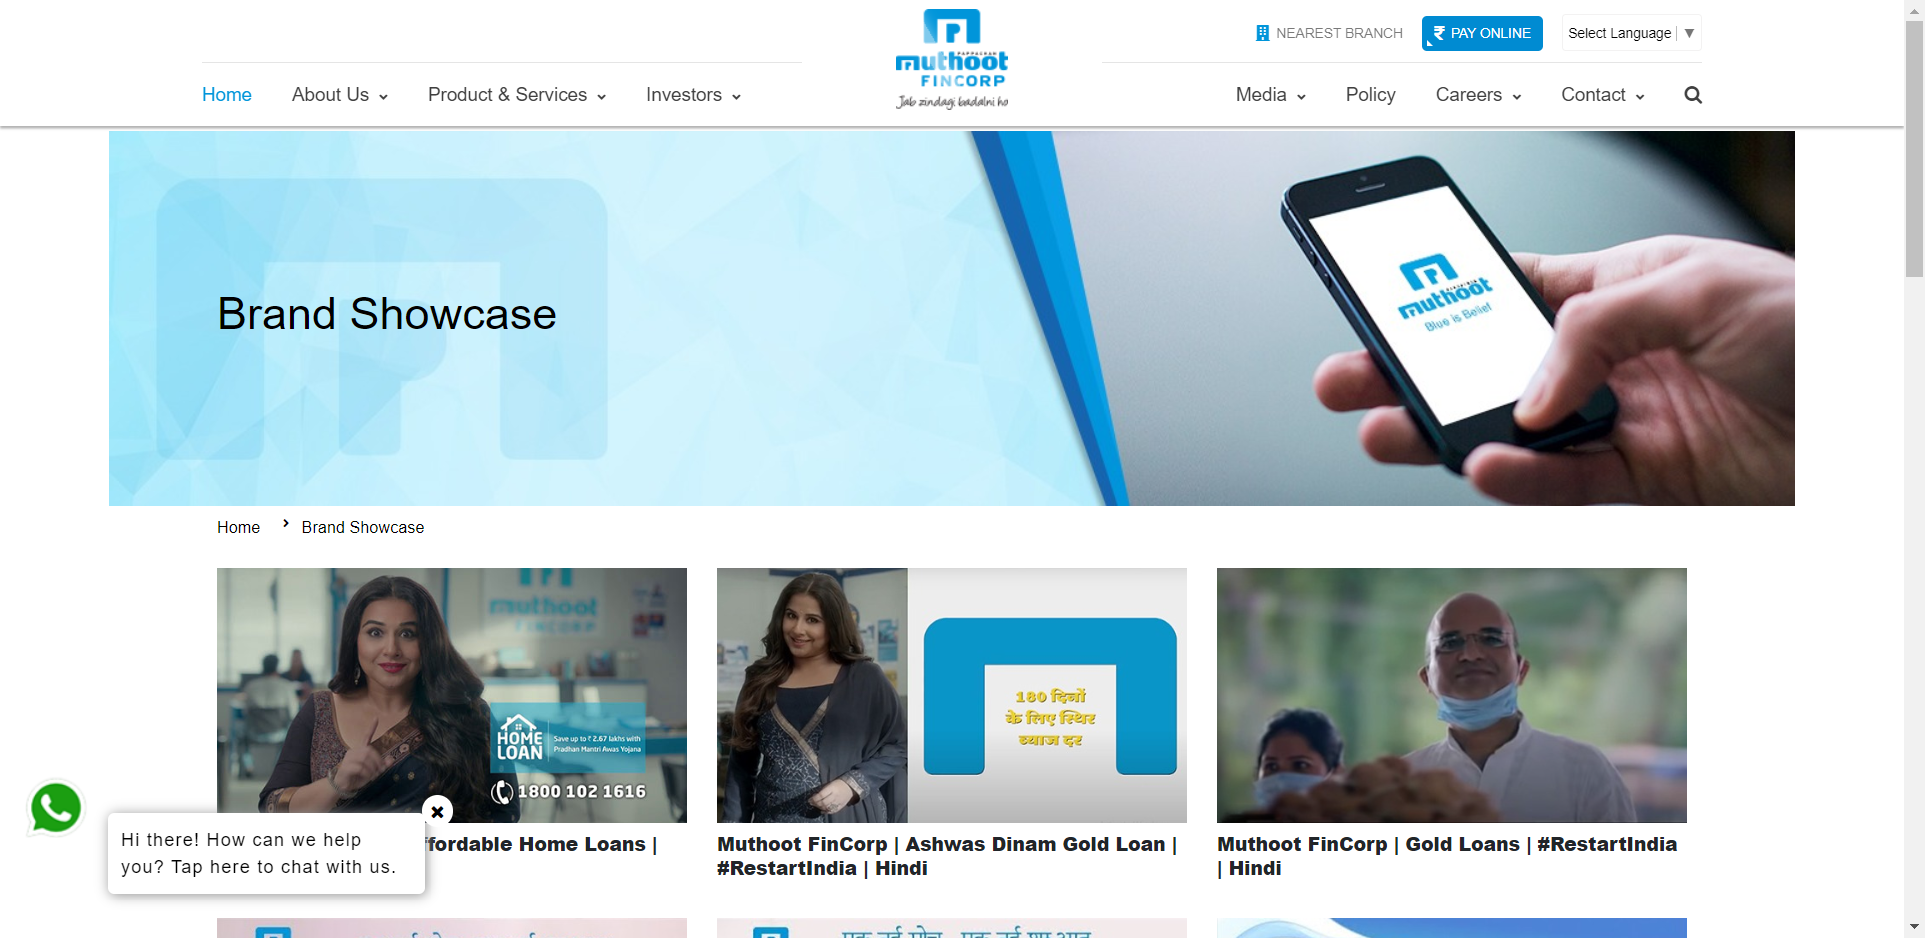 NEAREST BRANCH
PAY ONLINE
Select Language
PAPPACHAN
muthoot
FINCORP
Jab zindagi badalni ho
Home
About Us
Product & Services
Investors
Media
Policy
Careers
Contact
Brand Showcase
muthoot
Blue is Belief
Home
Brand Showcase
muthoot
FINCORP
HOME
LOAN
Save up to ₹ 2.67 lakhs with
Pradhan Mantri Awas Yojana
1800 102 1616
180 दिनों
के लिए स्थिर
ब्याज दर
ffordable Home Loans |
Muthoot FinCorp | Ashwas Dinam Gold Loan |
#RestartIndia | Hindi
Muthoot FinCorp | Gold Loans | #RestartIndia
| Hindi
Hi there! How can we help
you? Tap here to chat with us.